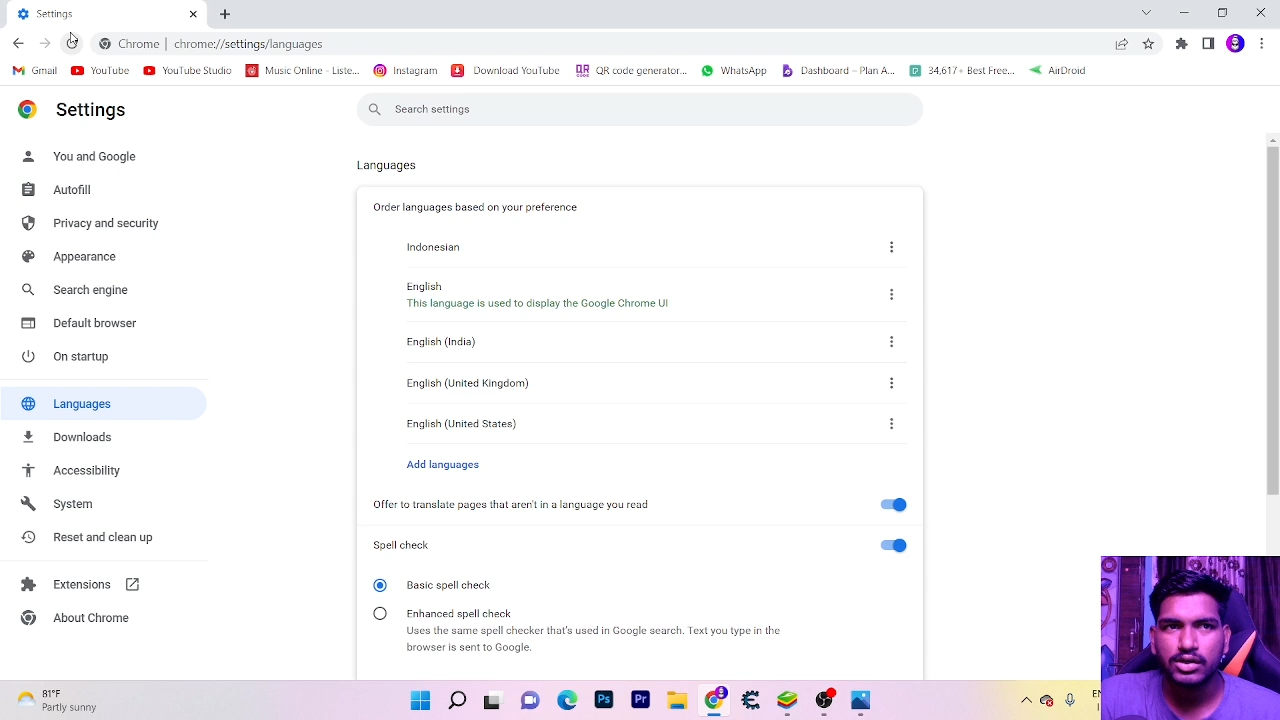 Settings
Chrome | chrome://settings/languages
Gmail
YouTube
YouTube Studio
Music Online - Liste...
Instagram
Download YouTube
QR code generator...
WhatsApp
Dashboard – Plan A...
34,617+ Best Free...
AirDroid
Settings
Search settings
You and Google
Autofill
Privacy and security
Appearance
Search engine
Default browser
On startup
Languages
Downloads
Accessibility
System
Reset and clean up
Extensions
About Chrome
Languages
Order languages based on your preference
Indonesian
English
This language is used to display the Google Chrome UI
English (India)
English (United Kingdom)
English (United States)
Add languages
Offer to translate pages that aren't in a language you read
Spell check
Basic spell check
Enhanced spell check
Uses the same spell checker that's used in Google search. Text you type in the
browser is sent to Google.
81°F
Partly sunny
Ps
Pr